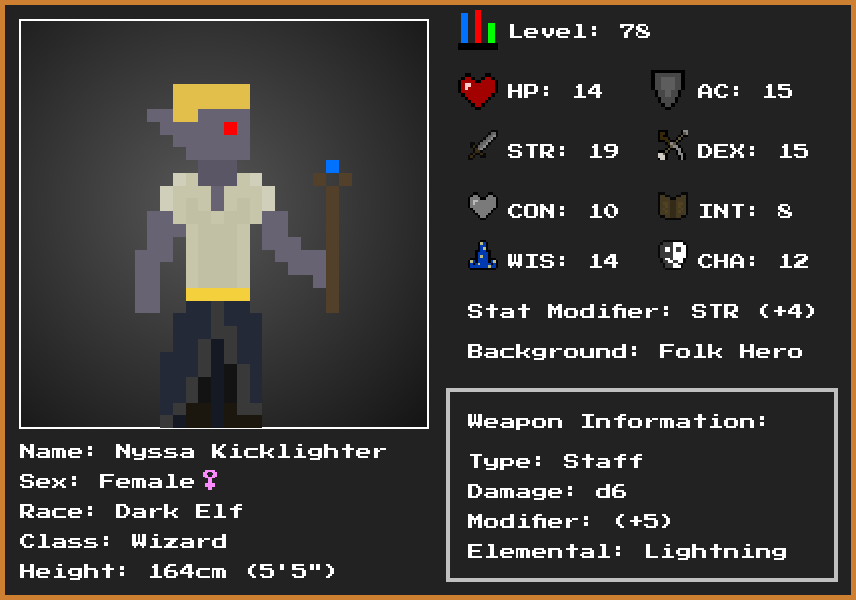 Level: 78
HP: 14
AC: 15
STR: 19
DEX: 15
CON: 10
INT: 8
WIS: 14
CHA: 12
Stat Modifier: STR (+4)
Background: Folk Hero
Weapon Information:
Type: Staff
Damage: d6
Modifier: (+5)
Elemental: Lightning
Name: Nyssa Kicklighter
Sex: Female♀
Race: Dark Elf
Class: Wizard
Height: 164cm (5'5")